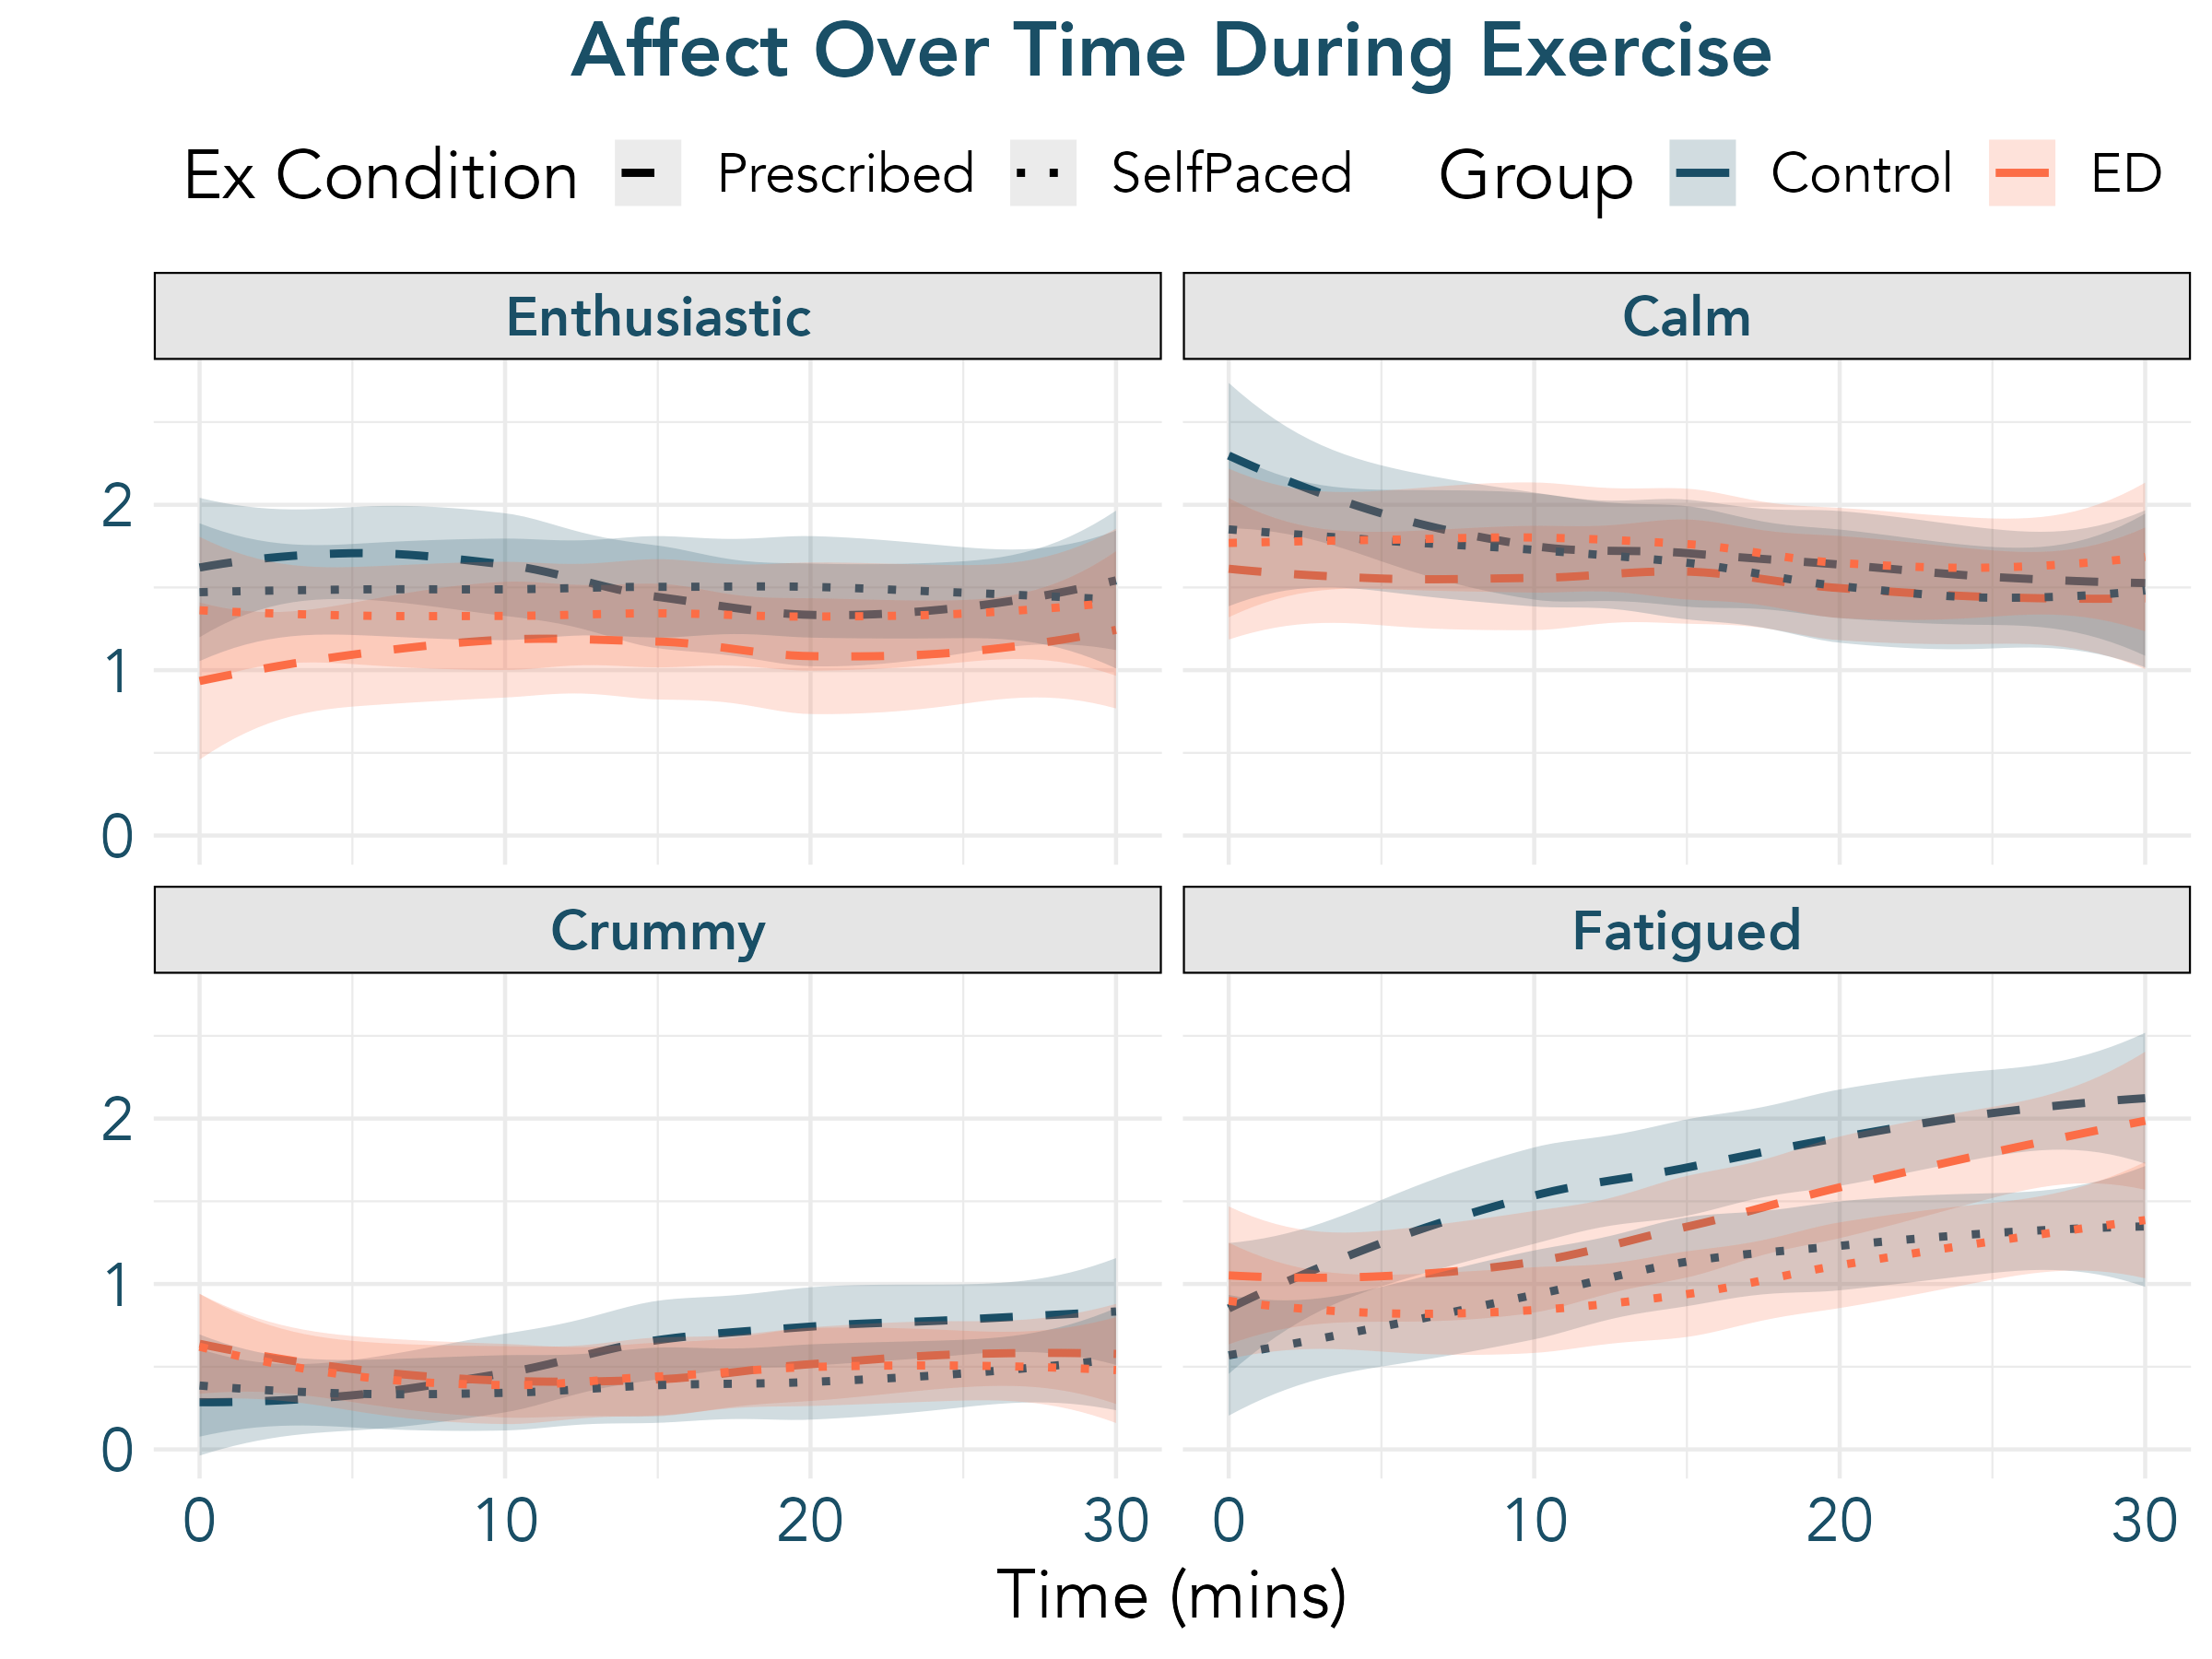 Affect Over Time During Exercise
Ex Condition Prescribed SelfPaced Group Control ED
Enthusiastic Calm
2
1
0
Crummy Fatigued
2
1
0
0 10 20 30 0 10 20 30
Time (mins)